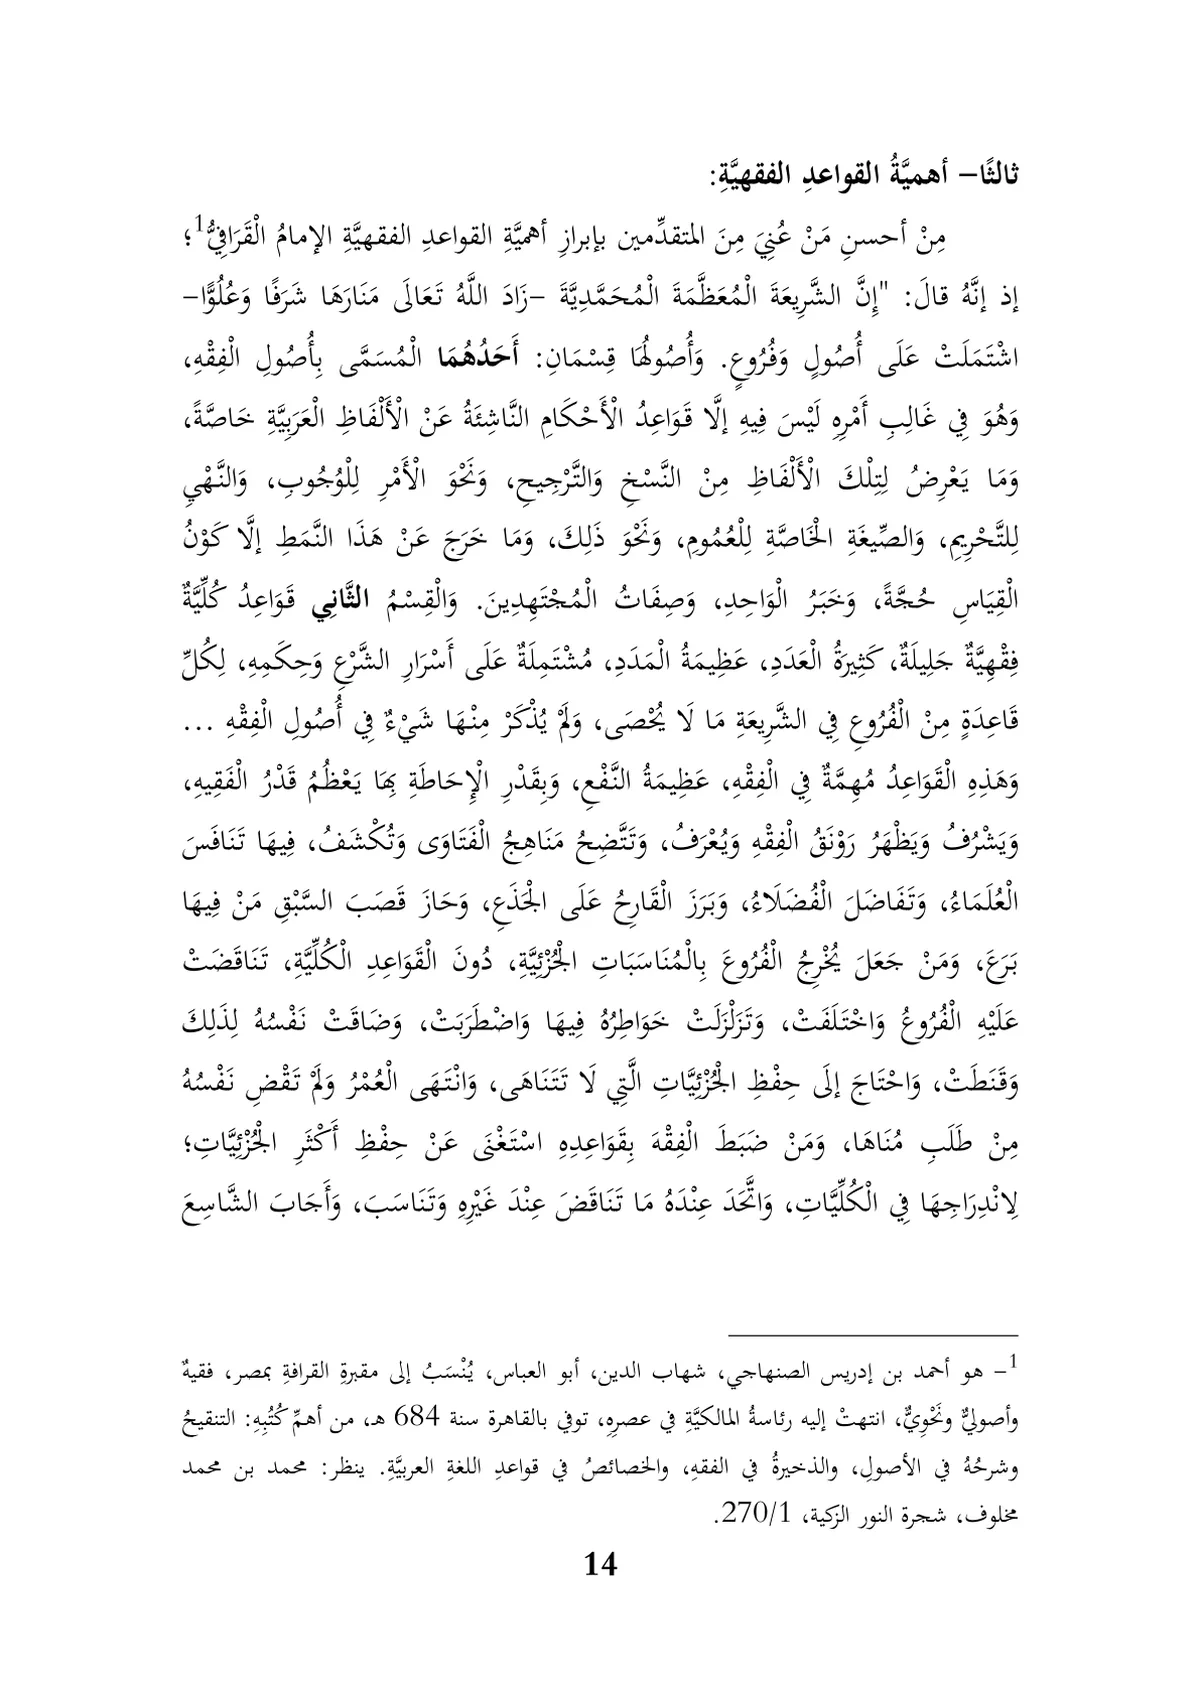 ثالثًا- أهميَّةُ القواعدِ الفقهيَّةِ:
مِنْ أحسنِ مَنْ عُنِيَ مِنَ المتقدِّمين بإبرازِ أهميَّةِ القواعدِ الفقهيَّةِ الإمامُ الْقَرَافِيُّ1؛
إذ إنَّهُ قالَ: "إِنَّ الشَّرِيعَةَ الْمُعَظَّمَةَ الْمُحَمَّدِيَّةَ -زَادَ اللَّهُ تَعَالَى مَنَارَهَا شَرَفًا وَعُلُوًّا-
اشْتَمَلَتْ عَلَى أُصُولٍ وَفُرُوعٍ. وَأُصُولُهَا قِسْمَانِ: أَحَدُهُمَا الْمُسَمَّى بِأُصُولِ الْفِقْهِ،
وَهُوَ فِي غَالِبِ أَمْرِهِ لَيْسَ فِيهِ إلَّا قَوَاعِدُ الْأَحْكَامِ النَّاشِئَةُ عَنْ الْأَلْفَاظِ الْعَرَبِيَّةِ خَاصَّةً،
وَمَا يَعْرِضُ لِتِلْكَ الْأَلْفَاظِ مِنْ النَّسْخِ وَالتَّرْجِيحِ، وَنَحْوَ الْأَمْرِ لِلْوُجُوبِ، وَالنَّهْيِ
لِلتَّحْرِيمِ، وَالصِّيغَةِ الْخَاصَّةِ لِلْعُمُومِ، وَنَحْوَ ذَلِكَ، وَمَا خَرَجَ عَنْ هَذَا النَّمَطِ إلَّا كَوْنُ
الْقِيَاسِ حُجَّةً، وَخَبَرُ الْوَاحِدِ، وَصِفَاتُ الْمُجْتَهِدِينَ. وَالْقِسْمُ الثَّانِي قَوَاعِدُ كُلِّيَّةٌ
فِقْهِيَّةٌ جَلِيلَةٌ، كَثِيرَةُ الْعَدَدِ، عَظِيمَةُ الْمَدَدِ، مُشْتَمِلَةٌ عَلَى أَسْرَارِ الشَّرْعِ وَحِكَمِهِ، لِكُلِّ
قَاعِدَةٍ مِنْ الْفُرُوعِ فِي الشَّرِيعَةِ مَا لَا يُحْصَى، وَلَمْ يُذْكَرْ مِنْهَا شَيْءٌ فِي أُصُولِ الْفِقْهِ ...
وَهَذِهِ الْقَوَاعِدُ مُهِمَّةٌ فِي الْفِقْهِ، عَظِيمَةُ النَّفْعِ، وَبِقَدْرِ الْإِحَاطَةِ بِهَا يَعْظُمُ قَدْرُ الْفَقِيهِ،
وَيَشْرُفُ وَيَظْهَرُ رَوْنَقُ الْفِقْهِ وَيُعْرَفُ، وَتَتَّضِحُ مَنَاهِجُ الْفَتَاوَى وَتُكْشَفُ، فِيهَا تَنَافَسَ
الْعُلَمَاءُ، وَتَفَاضَلَ الْفُضَلَاءُ، وَبَرَزَ الْقَارِحُ عَلَى الْجَذَعِ، وَحَازَ قَصَبَ السَّبْقِ مَنْ فِيهَا
بَرَعَ، وَمَنْ جَعَلَ يُخْرِجُ الْفُرُوعَ بِالْمُنَاسَبَاتِ الْجُزْئِيَّةِ، دُونَ الْقَوَاعِدِ الْكُلِّيَّةِ، تَنَاقَضَتْ
عَلَيْهِ الْفُرُوعُ وَاخْتَلَفَتْ، وَتَزَلْزَلَتْ خَوَاطِرُهُ فِيهَا وَاضْطَرَبَتْ، وَضَاقَتْ نَفْسُهُ لِذَلِكَ
وَقَنَطَتْ، وَاحْتَاجَ إلَى حِفْظِ الْجُزْئِيَّاتِ الَّتِي لَا تَتَنَاهَى، وَانْتَهَى الْعُمْرُ وَلَمْ تَقْضِ نَفْسُهُ
مِنْ طَلَبِ مُنَاهَا، وَمَنْ ضَبَطَ الْفِقْهَ بِقَوَاعِدِهِ اسْتَغْنَى عَنْ حِفْظِ أَكْثَرِ الْجُزْئِيَّاتِ؛
لِانْدِرَاجِهَا فِي الْكُلِّيَّاتِ، وَاتَّحَدَ عِنْدَهُ مَا تَنَاقَضَ عِنْدَ غَيْرِهِ وَتَنَاسَبَ، وَأَجَابَ الشَّاسِعَ
1- هو أحمد بن إدريس الصنهاجي، شهاب الدين، أبو العباس، يُنْسَبُ إلى مقبرةِ القرافةِ بمصر، فقيهٌ
وأصوليٌّ ونَحْوِيٌّ، انتهتْ إليه رئاسةُ المالكيَّةِ في عصرِهِ، توفي بالقاهرة سنة 684 هـ، من أهمِّ كُتُبِهِ: التنقيحُ
وشرحُهُ في الأصولِ، والذخيرةُ في الفقهِ، والخصائصُ في قواعدِ اللغةِ العربيَّةِ. ينظر: محمد بن محمد
مخلوف، شجرة النور الزكية، 270/1.
14